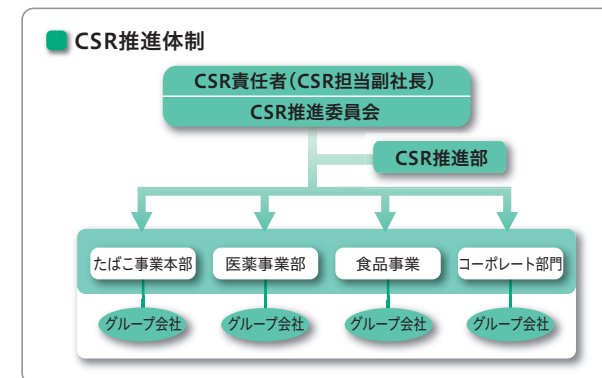 CSR推進体制
CSR責任者(CSR担当副社長)
CSR推進委員会
CSR推進部
たばこ事業本部
医薬事業部
食品事業
コーポレート部門
グループ会社
グループ会社
グループ会社
グループ会社